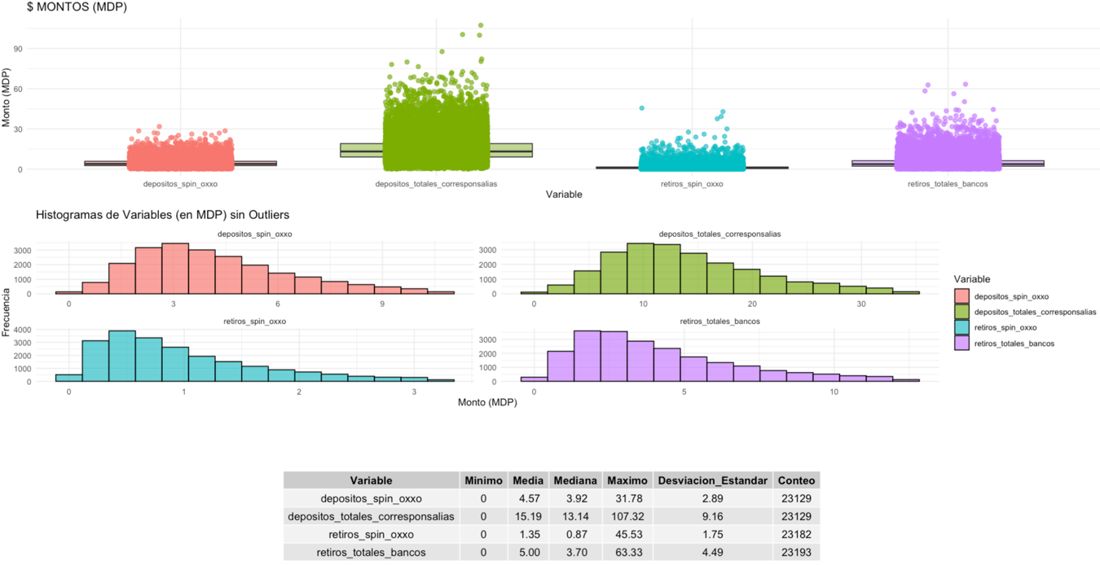 $ MONTOS (MDP)
Monto (MDP)
90
60
30
0
depositos_spin_oxxo
depositos_totales_corresponsalias
retiros_spin_oxxo
retiros_totales_bancos
Variable
Histogramas de Variables (en MDP) sin Outliers
Frecuencia
depositos_spin_oxxo
3000
2000
1000
0
0 3 6 9
depositos_totales_corresponsalias
3000
2000
1000
0
0 10 20 30
retiros_spin_oxxo
4000
3000
2000
1000
0
0 1 2 3
retiros_totales_bancos
3000
2000
1000
0
0 5 10
Monto (MDP)
Variable
depositos_spin_oxxo
depositos_totales_corresponsalias
retiros_spin_oxxo
retiros_totales_bancos
Variable Minimo Media Mediana Maximo Desviacion_Estandar Conteo
depositos_spin_oxxo 0 4.57 3.92 31.78 2.89 23129
depositos_totales_corresponsalias 0 15.19 13.14 107.32 9.16 23129
retiros_spin_oxxo 0 1.35 0.87 45.53 1.75 23182
retiros_totales_bancos 0 5.00 3.70 63.33 4.49 23193